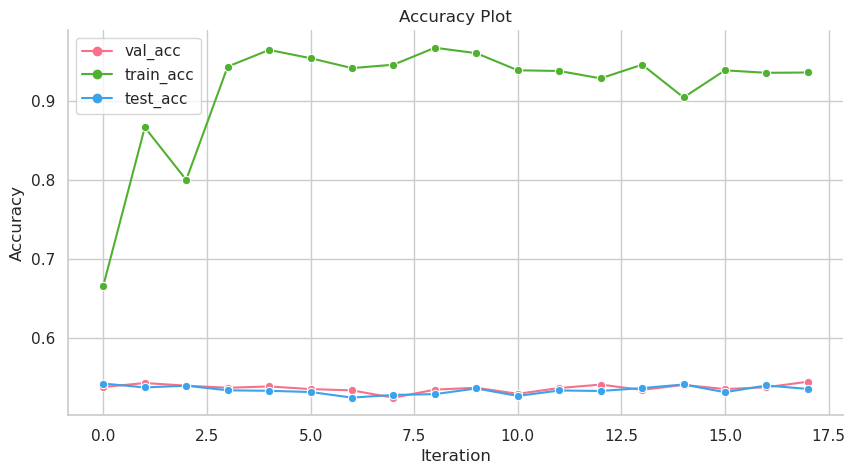 Accuracy Plot
val_acc
train_acc
test_acc
Accuracy
0.9
0.8
0.7
0.6
0.0 2.5 5.0 7.5 10.0 12.5 15.0 17.5
Iteration